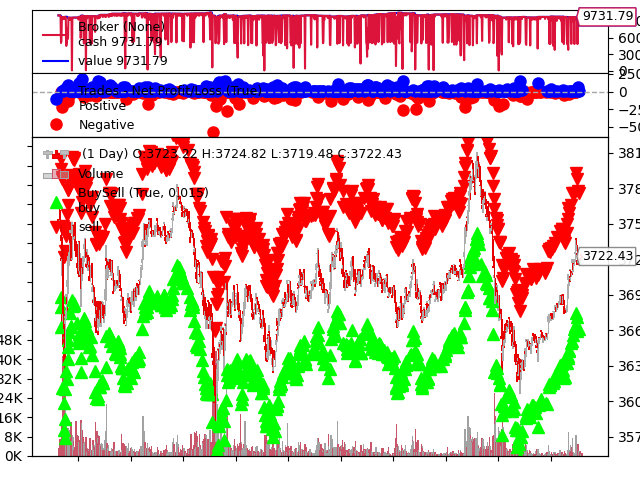 Broker (None)
cash 9731.79
value 9731.79
9731.79
600
300
0
250
Trades - Net Profit/Loss (True)
Positive
Negative
0
−25
−50
(1 Day) O:3723.22 H:3724.82 L:3719.48 C:3722.43
Volume
BuySell (True, 0.015)
buy
sell
381
378
375
3722.43
369
366
363
360
357
48K
40K
32K
24K
16K
8K
0K